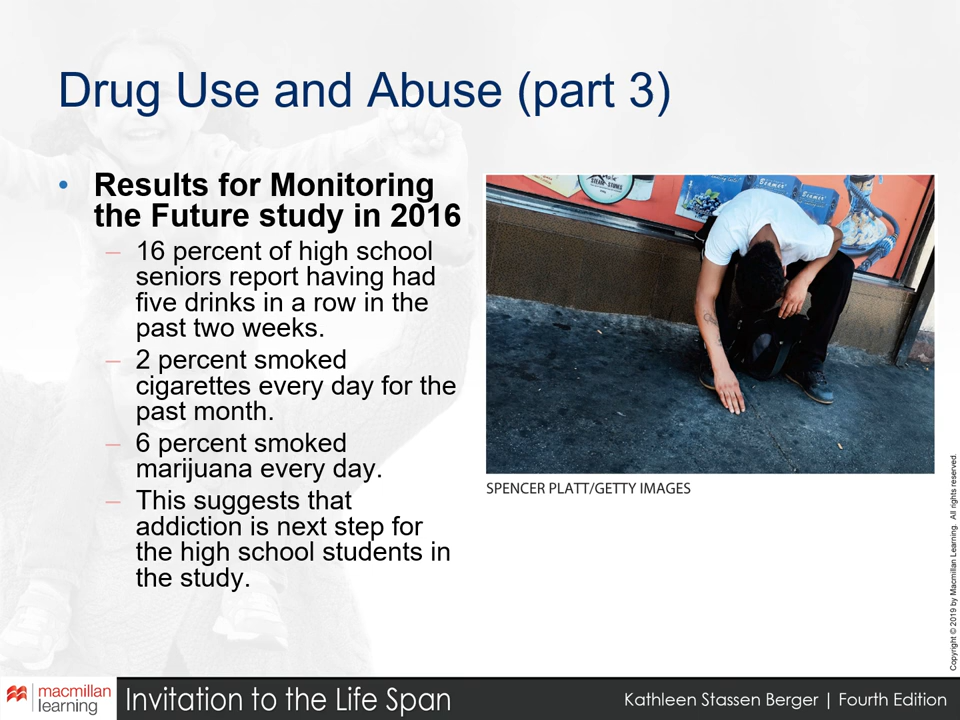 Drug Use and Abuse (part 3)
• Results for Monitoring
the Future study in 2016
– 16 percent of high school
seniors report having had
five drinks in a row in the
past two weeks.
– 2 percent smoked
cigarettes every day for the
past month.
– 6 percent smoked
marijuana every day.
– This suggests that
addiction is next step for
the high school students in
the study.
SPENCER PLATT/GETTY IMAGES
Copyright © 2019 by Macmillan Learning. All rights reserved.
macmillan
learning
Invitation to the Life Span
Kathleen Stassen Berger | Fourth Edition